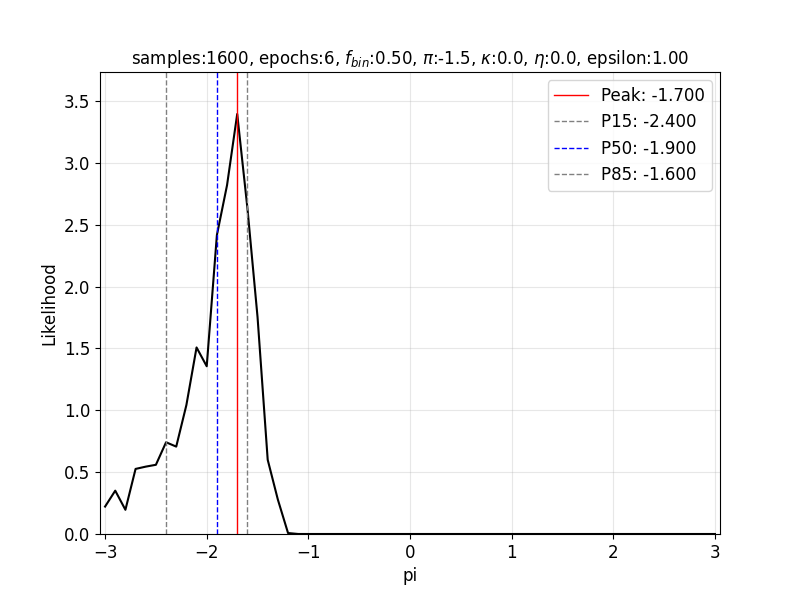 samples:1600, epochs:6, f_bin:0.50, π:-1.5, κ:0.0, η:0.0, epsilon:1.00
Peak: -1.700
P15: -2.400
P50: -1.900
P85: -1.600
Likelihood
3.5
3.0
2.5
2.0
1.5
1.0
0.5
0.0
−3 −2 −1 0 1 2 3
pi